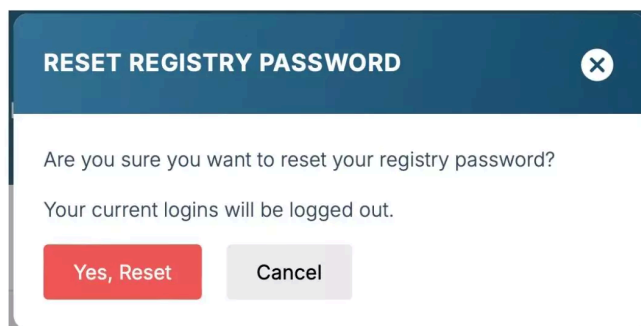 RESET REGISTRY PASSWORD
Are you sure you want to reset your registry password?
Your current logins will be logged out.
Yes, Reset
Cancel